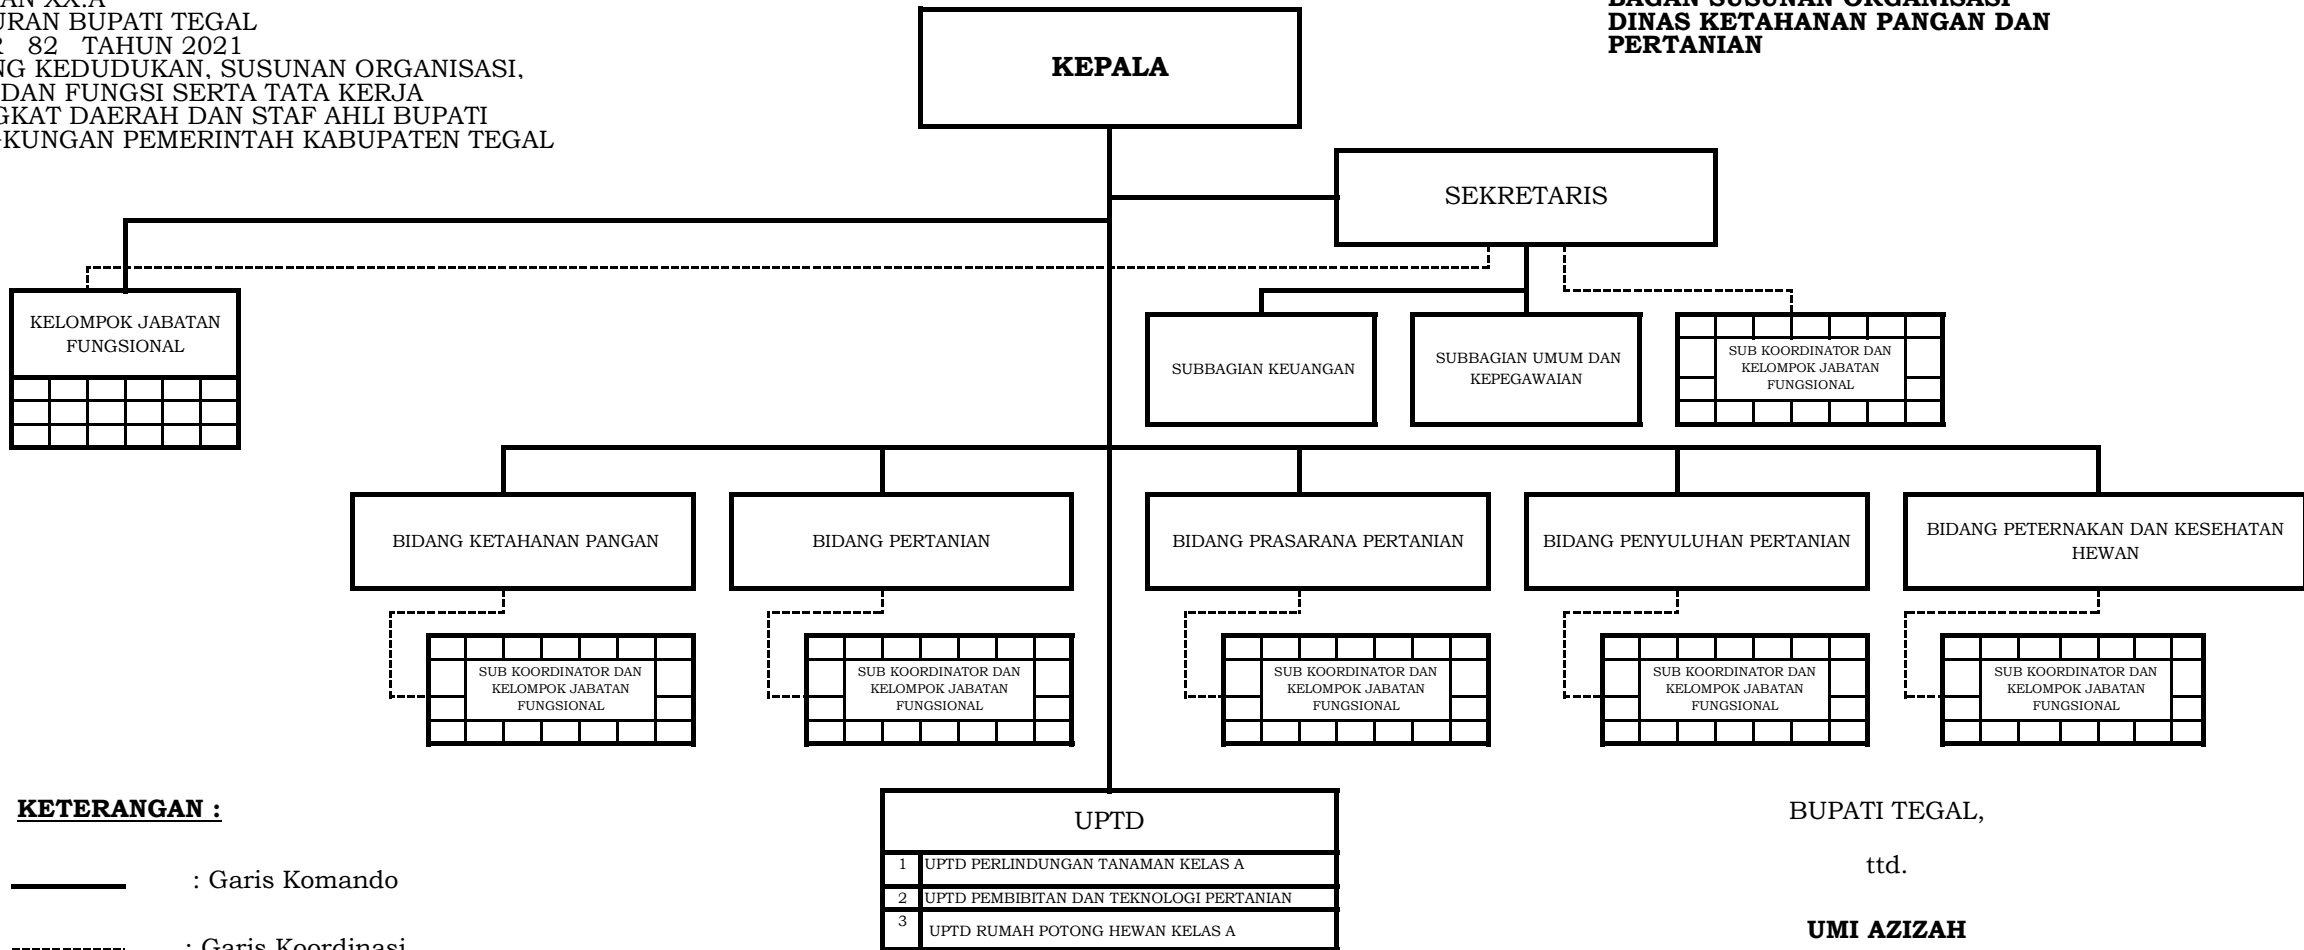 XX.A
BUPATI TEGAL
82 TAHUN 2021
KEDUDUKAN, SUSUNAN ORGANISASI,
DAN FUNGSI SERTA TATA KERJA
DAERAH DAN STAF AHLI BUPATI
PEMERINTAH KABUPATEN TEGAL
BAGAN SUSUNAN ORGANISASI
DINAS KETAHANAN PANGAN DAN
PERTANIAN
KEPALA
SEKRETARIS
KELOMPOK JABATAN
FUNGSIONAL
SUBBAGIAN KEUANGAN
SUBBAGIAN UMUM DAN
KEPEGAWAIAN
SUB KOORDINATOR DAN
KELOMPOK JABATAN
FUNGSIONAL
BIDANG KETAHANAN PANGAN
BIDANG PERTANIAN
BIDANG PRASARANA PERTANIAN
BIDANG PENYULUHAN PERTANIAN
BIDANG PETERNAKAN DAN KESEHATAN
HEWAN
SUB KOORDINATOR DAN
KELOMPOK JABATAN
FUNGSIONAL
SUB KOORDINATOR DAN
KELOMPOK JABATAN
FUNGSIONAL
SUB KOORDINATOR DAN
KELOMPOK JABATAN
FUNGSIONAL
SUB KOORDINATOR DAN
KELOMPOK JABATAN
FUNGSIONAL
SUB KOORDINATOR DAN
KELOMPOK JABATAN
FUNGSIONAL
KETERANGAN :
: Garis Komando
: Garis Koordinasi
UPTD
1 UPTD PERLINDUNGAN TANAMAN KELAS A
2 UPTD PEMBIBITAN DAN TEKNOLOGI PERTANIAN
3 UPTD RUMAH POTONG HEWAN KELAS A
BUPATI TEGAL,
ttd.
UMI AZIZAH